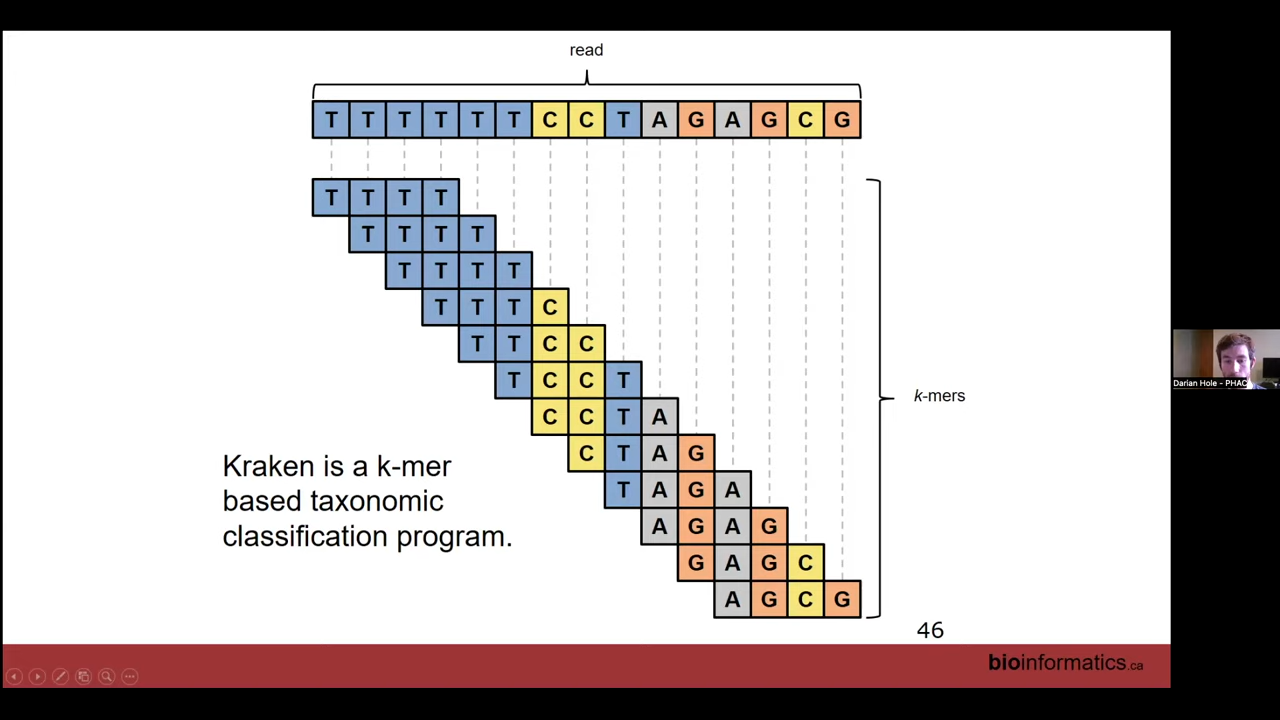 read
T T T T T T C C T A G A G C G
T T T T
T T T T
T T T T
T T T C
T T C C
T C C T
C C T A
C T A G
T A G A
A G A G
G A G C
A G C G
k-mers
Kraken is a k-mer
based taxonomic
classification program.
46
bioinformatics.ca
Darian Hole - PHAC